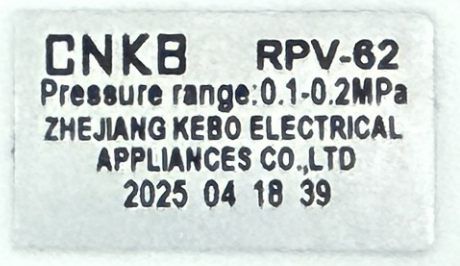 CNKB RPV-62
Pressure range:0.1-0.2MPa
ZHEJIANG KEBO ELECTRICAL
APPLIANCES CO.,LTD
2025 04 18 39